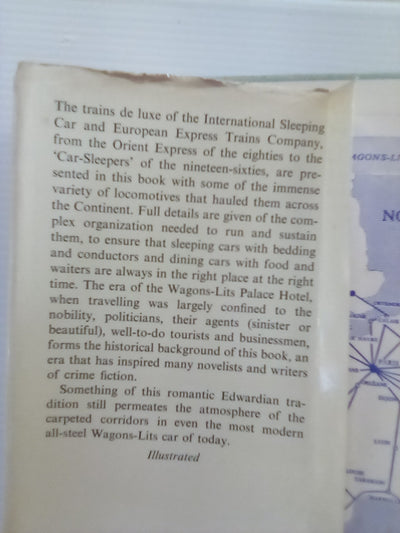 The trains de luxe of the International Sleeping
Car and European Express Trains Company,
from the Orient Express of the eighties to the
'Car-Sleepers' of the nineteen-sixties, are pre-
sented in this book with some of the immense
variety of locomotives that hauled them across
the Continent. Full details are given of the com-
plex organization needed to run and sustain
them, to ensure that sleeping cars with bedding
and conductors and dining cars with food and
waiters are always in the right place at the right
time. The era of the Wagons-Lits Palace Hotel,
when travelling was largely confined to the
nobility, politicians, their agents (sinister or
beautiful), well-to-do tourists and businessmen,
forms the historical background of this book, an
era that has inspired many novelists and writers
of crime fiction.
Something of this romantic Edwardian tra-
dition still permeates the atmosphere of the
carpeted corridors in even the most modern
all-steel Wagons-Lits car of today.
Illustrated
AGONS-LI
NO
PARIS
ORLEANS
LYON